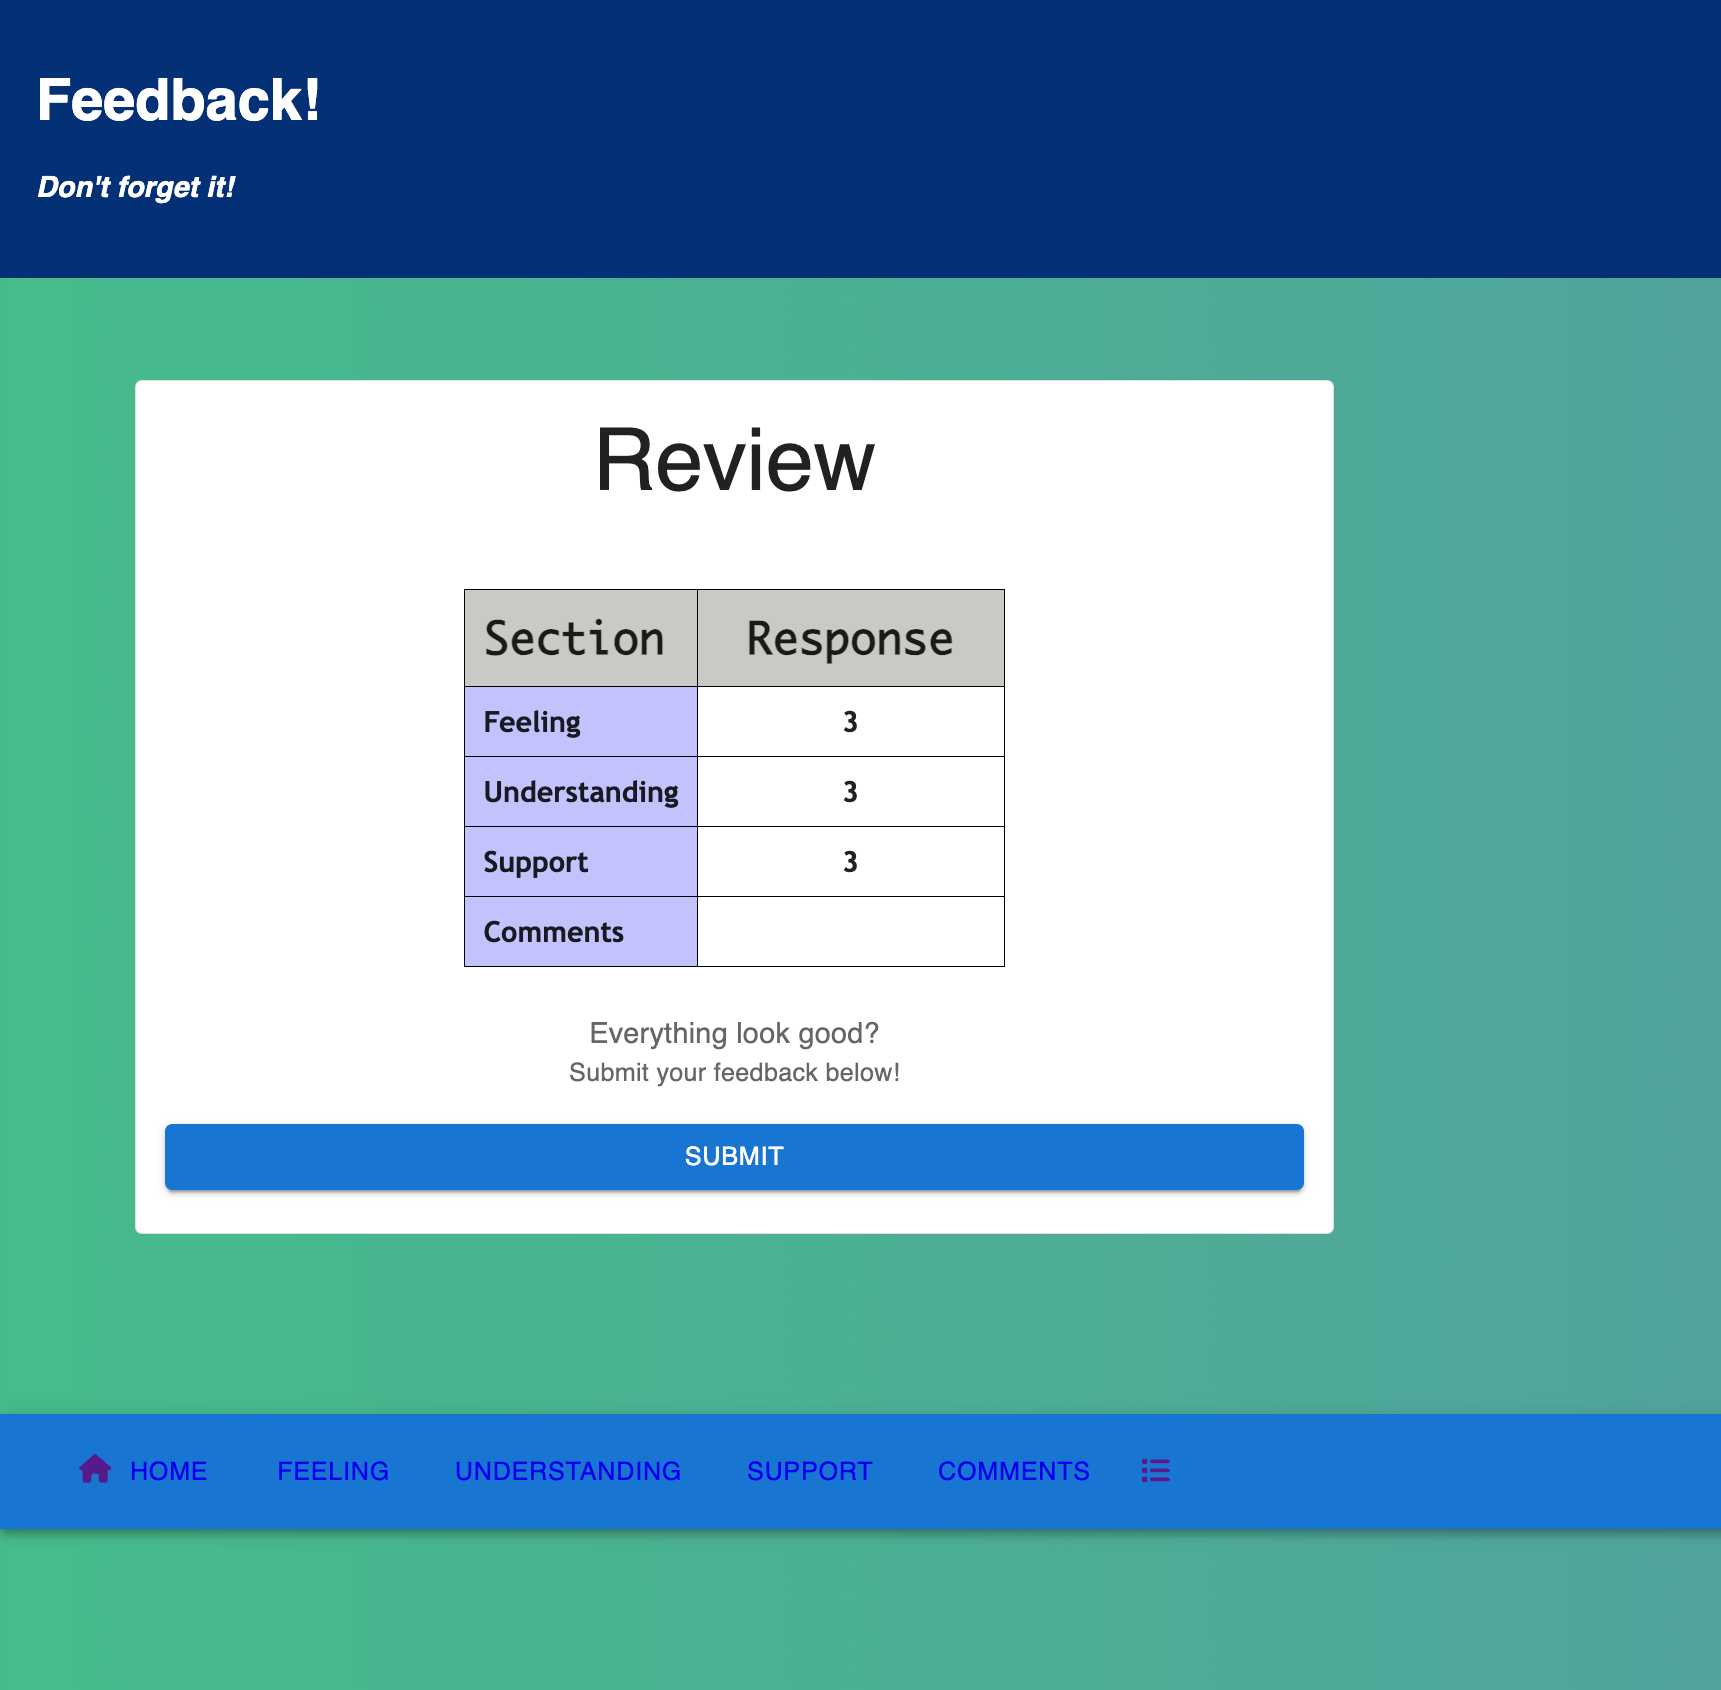 Feedback!
Don't forget it!
Review
Section Response
Feeling 3
Understanding 3
Support 3
Comments
Everything look good?
Submit your feedback below!
SUBMIT
HOME FEELING UNDERSTANDING SUPPORT COMMENTS